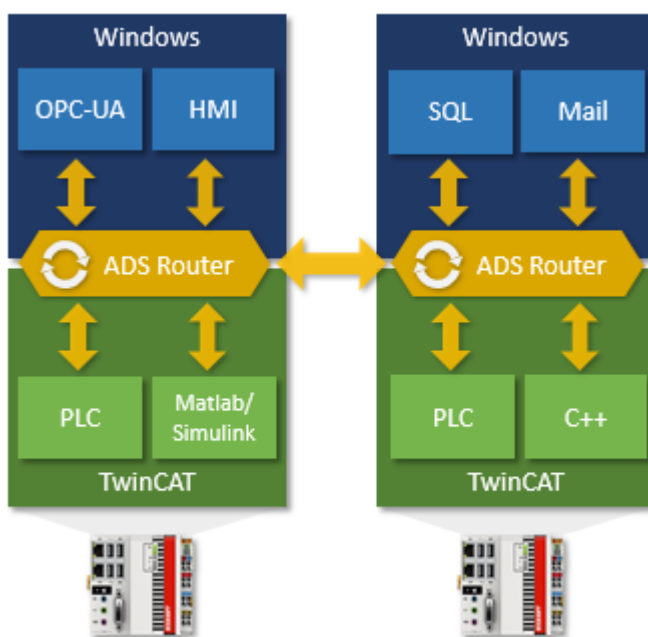 Windows
OPC-UA
HMI
ADS Router
PLC
Matlab/
Simulink
TwinCAT
Windows
SQL
Mail
ADS Router
PLC
C++
TwinCAT